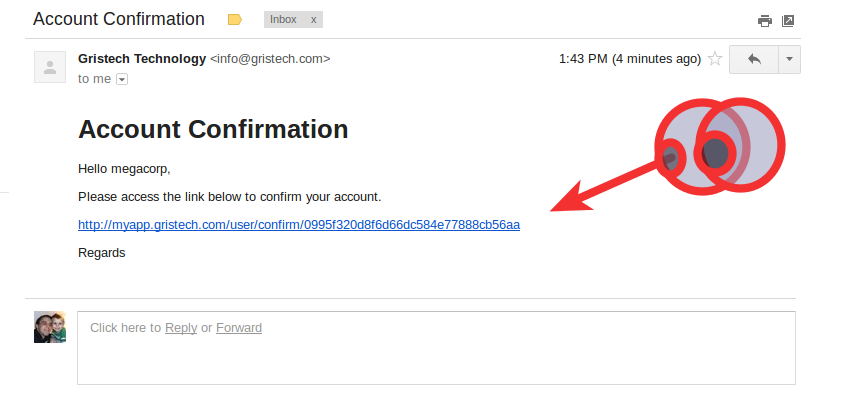 Account Confirmation
Inbox x
Gristech Technology <info@gristech.com>
1:43 PM (4 minutes ago)
to me
Account Confirmation
Hello megacorp,
Please access the link below to confirm your account.
http://myapp.gristech.com/user/confirm/0995f320d8f6d66dc584e77888cb56aa
Regards
Click here to Reply or Forward